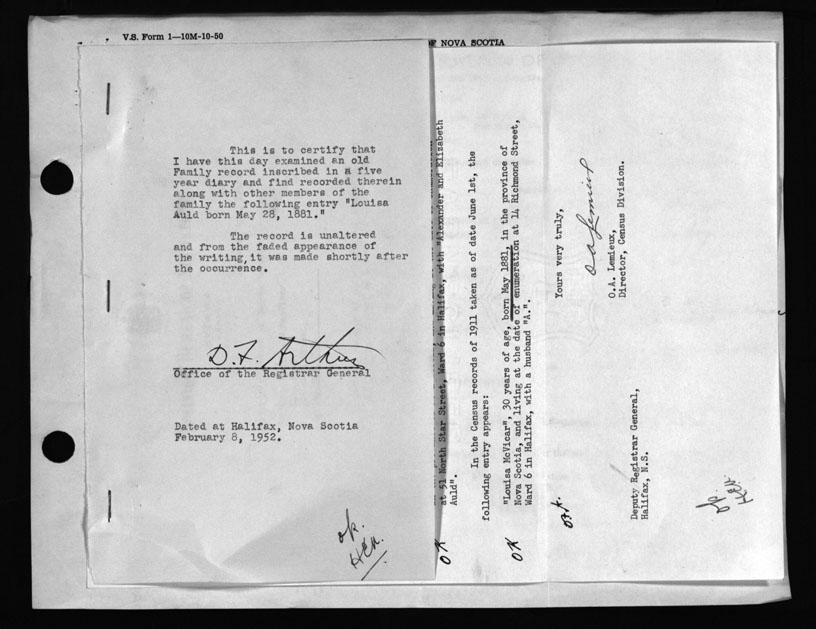 V.S. Form 1—10M-10-50
OF NOVA SCOTIA
This is to certify that
I have this day examined an old
Family record inscribed in a five
year diary and find recorded therein
along with other members of the
family the following entry "Louisa
Auld born May 28, 1881."
The record is unaltered
and from the faded appearance of
the writing, it was made shortly after
the occurrence.
D.F. Arthur
Office of the Registrar General
Dated at Halifax, Nova Scotia
February 8, 1952.
ok.
HEK.
at 51 North Star Street, Ward 6 in Halifax, with "Alexander and Elizabeth
Auld".
In the Census records of 1911 taken as of date June 1st, the
following entry appears:
"Louisa McVicar", 30 years of age, born May 1881, in the province of
Nova Scotia, and living at the date of enumeration at 14 Richmond Street,
Ward 6 in Halifax, with a husband "A.".
OK
OK
Yours very truly,
O A Lemieux
O.A. Lemieux,
Director, Census Division.
OK.
Deputy Registrar General,
Halifax, N.S.
ok
HEK